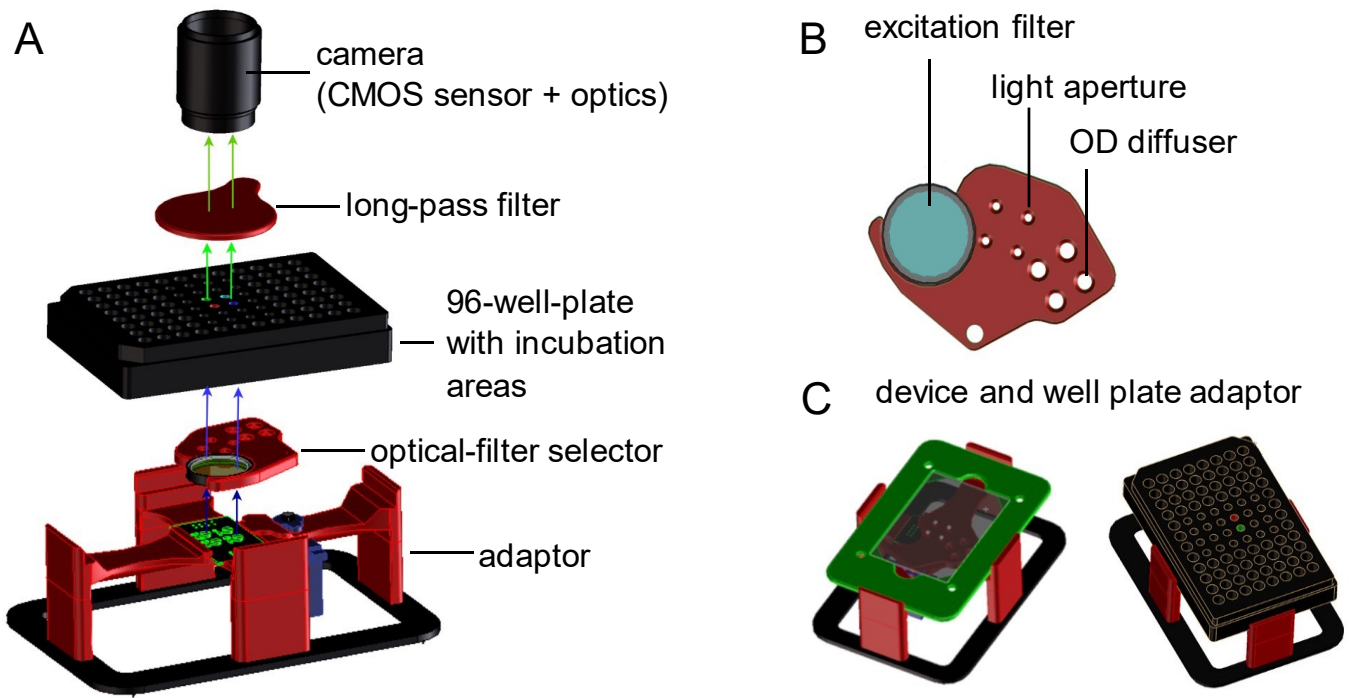 A
camera
(CMOS sensor + optics)
long-pass filter
96-well-plate
with incubation
areas
optical-filter selector
adaptor
B
excitation filter
light aperture
OD diffuser
C
device and well plate adaptor